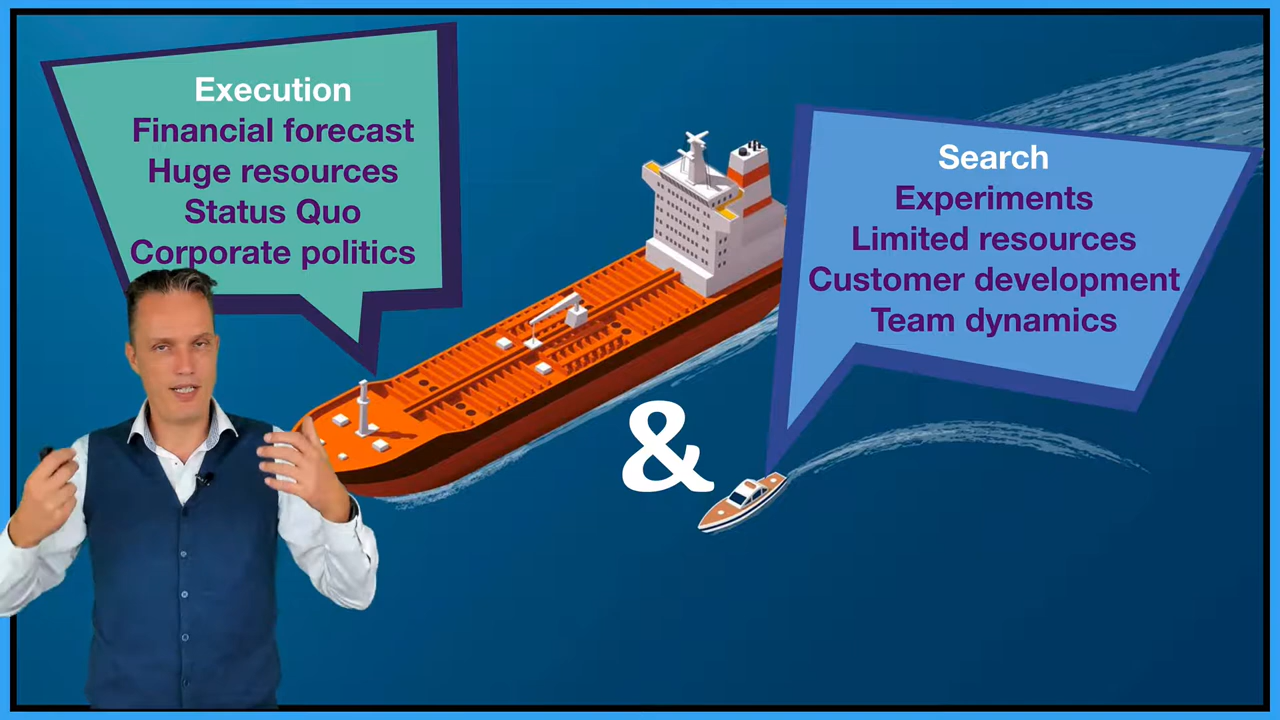 Execution
Financial forecast
Huge resources
Status Quo
Corporate politics
Search
Experiments
Limited resources
Customer development
Team dynamics
&